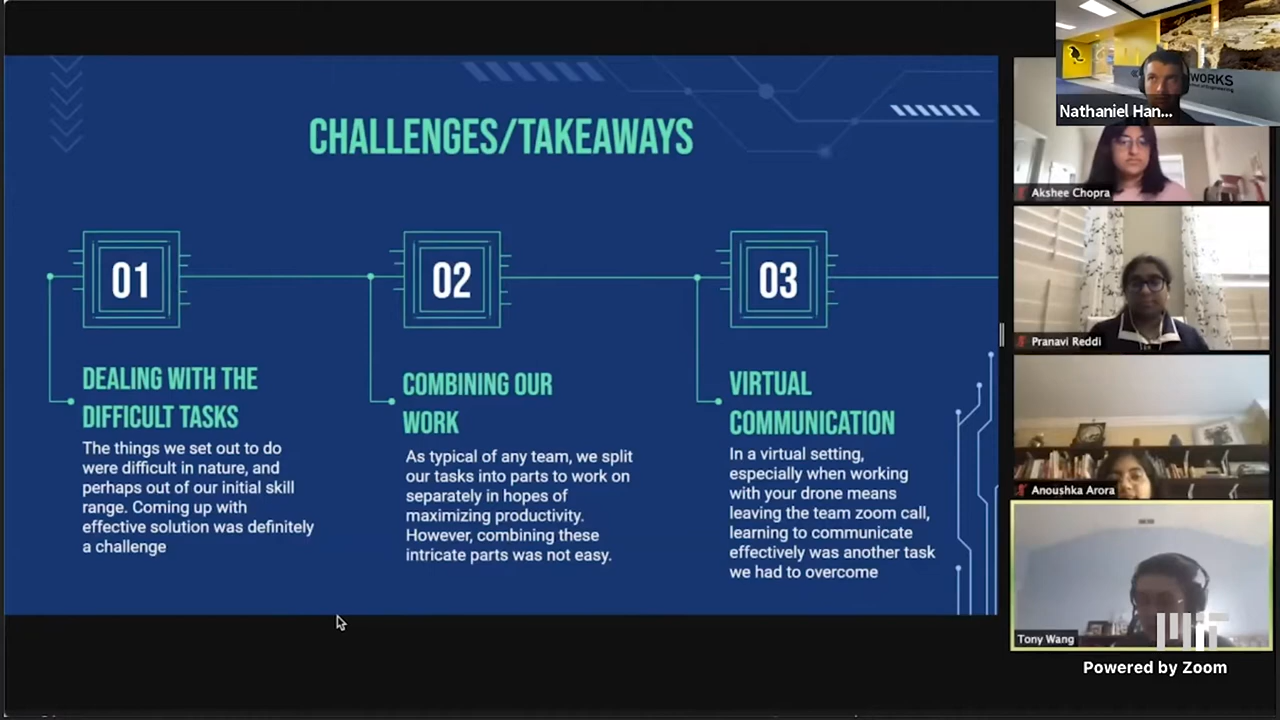 CHALLENGES/TAKEAWAYS
01
DEALING WITH THE
DIFFICULT TASKS
The things we set out to do
were difficult in nature, and
perhaps out of our initial skill
range. Coming up with
effective solution was definitely
a challenge
02
COMBINING OUR
WORK
As typical of any team, we split
our tasks into parts to work on
separately in hopes of
maximizing productivity.
However, combining these
intricate parts was not easy.
03
VIRTUAL
COMMUNICATION
In a virtual setting,
especially when working
with your drone means
leaving the team zoom call,
learning to communicate
effectively was another task
we had to overcome
WORKS
Nathaniel Han...
Akshee Chopra
Pranavi Reddi
Anoushka Arora
Tony Wang
MIT
Powered by Zoom